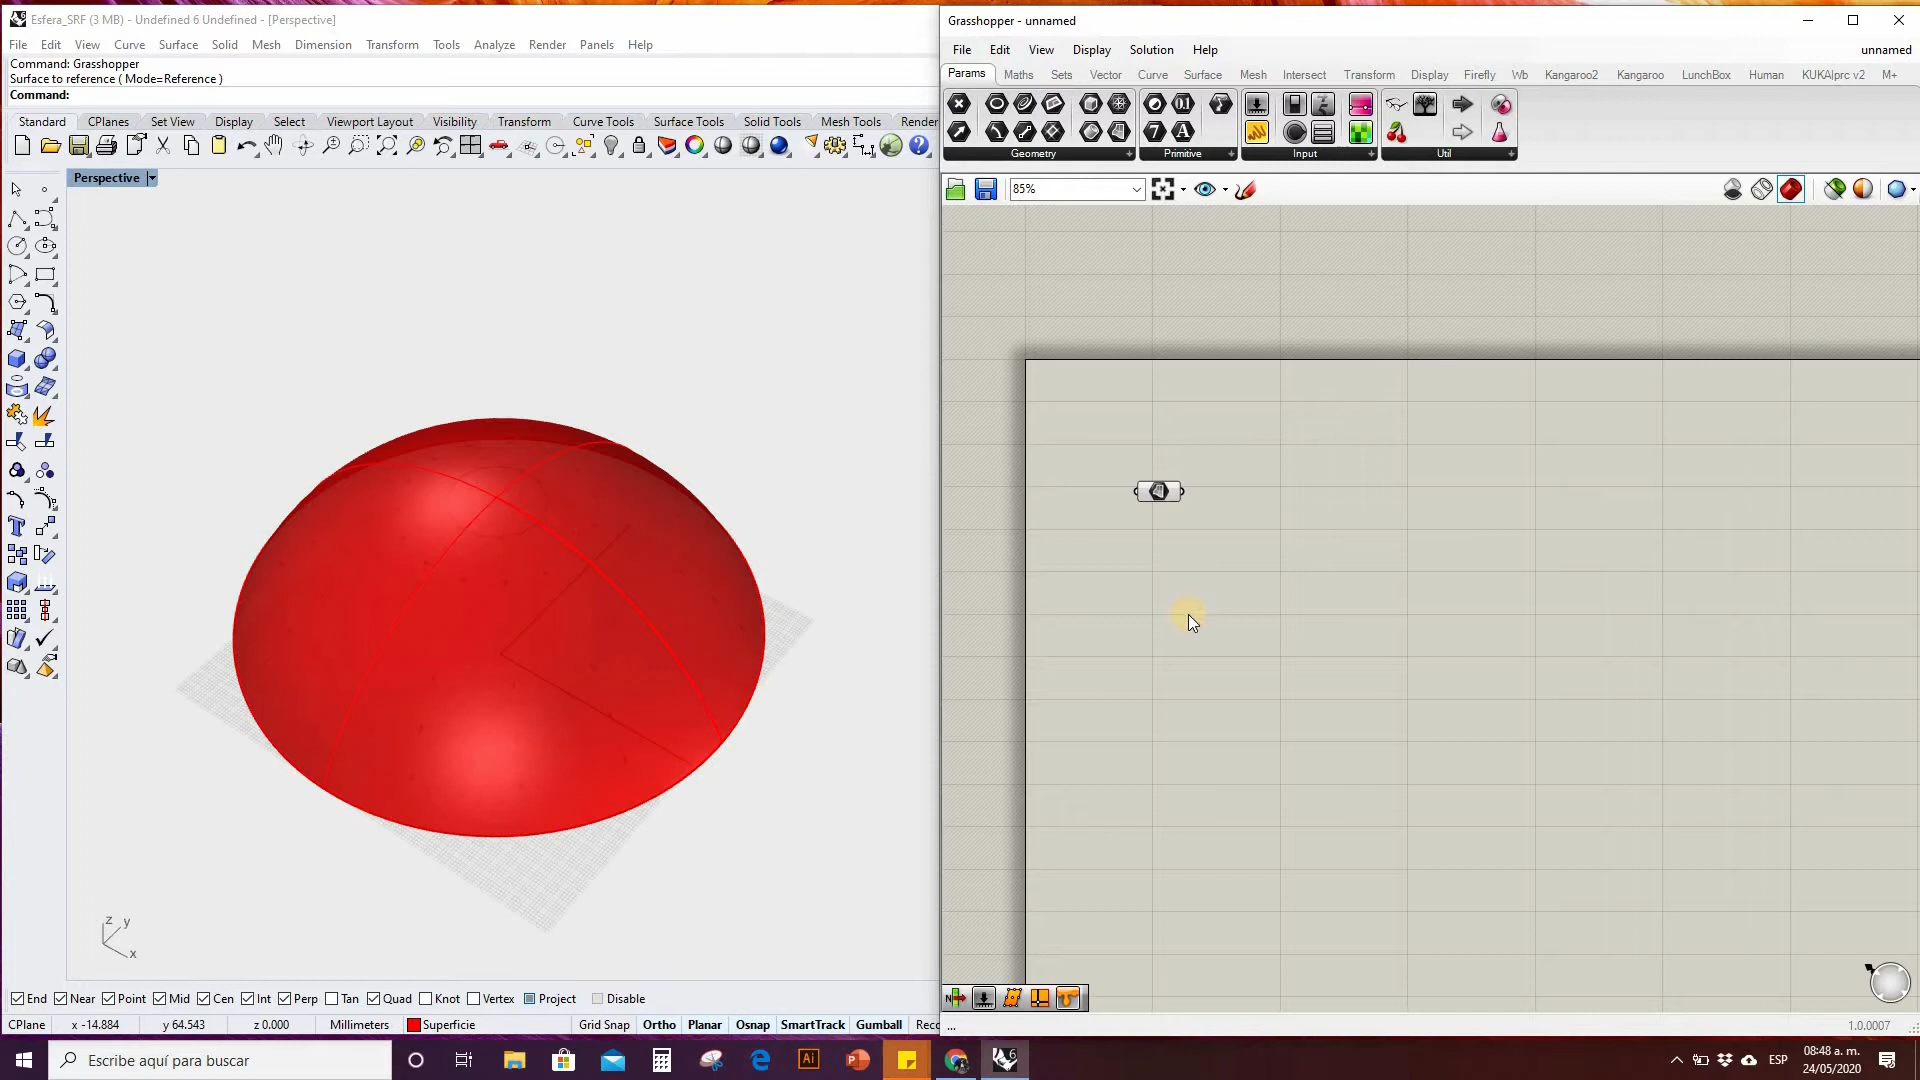 Esfera_SRF (3 MB) - Undefined 6 Undefined - [Perspective]
File Edit View Curve Surface Solid Mesh Dimension Transform Tools Analyze Render Panels Help
Command: Grasshopper
Surface to reference ( Mode=Reference )
Command:
Standard CPlanes Set View Display Select Viewport Layout Visibility Transform Curve Tools Surface Tools Solid Tools Mesh Tools Render
Perspective
z y
x
End Near Point Mid Cen Int Perp Tan Quad Knot Vertex Project Disable
CPlane x -14.884 y 64.543 z 0.000 Millimeters Superficie Grid Snap Ortho Planar Osnap SmartTrack Gumball Reco
Grasshopper - unnamed
File Edit View Display Solution Help unnamed
Params Maths Sets Vector Curve Surface Mesh Intersect Transform Display Firefly Wb Kangaroo2 Kangaroo LunchBox Human KUKA|prc v2 M+
Geometry Primitive Input Util
85%
...
1.0.0007
Escribe aquí para buscar
ESP
08:48 a. m.
24/05/2020